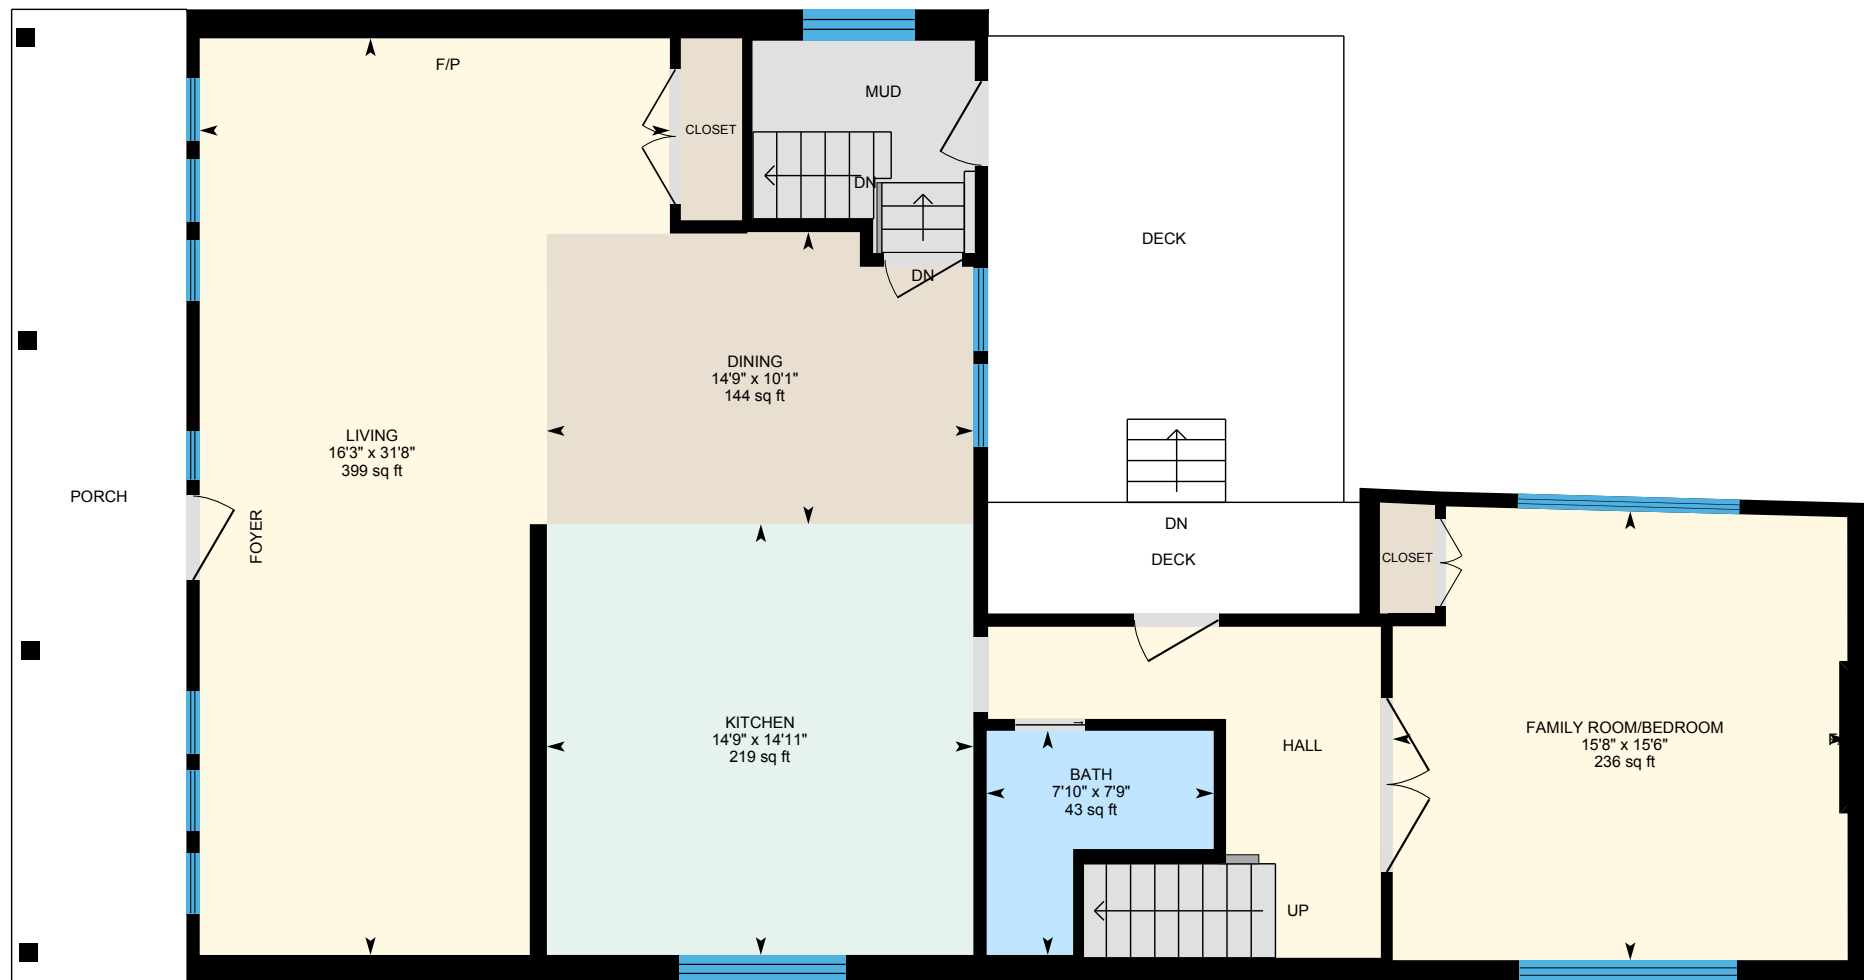 F/P
MUD
CLOSET
DN
DECK
DN
DINING
14'9" x 10'1"
144 sq ft
LIVING
16'3" x 31'8"
399 sq ft
PORCH
FOYER
DN
DECK
CLOSET
KITCHEN
14'9" x 14'11"
219 sq ft
HALL
FAMILY ROOM/BEDROOM
15'8" x 15'6"
236 sq ft
BATH
7'10" x 7'9"
43 sq ft
UP